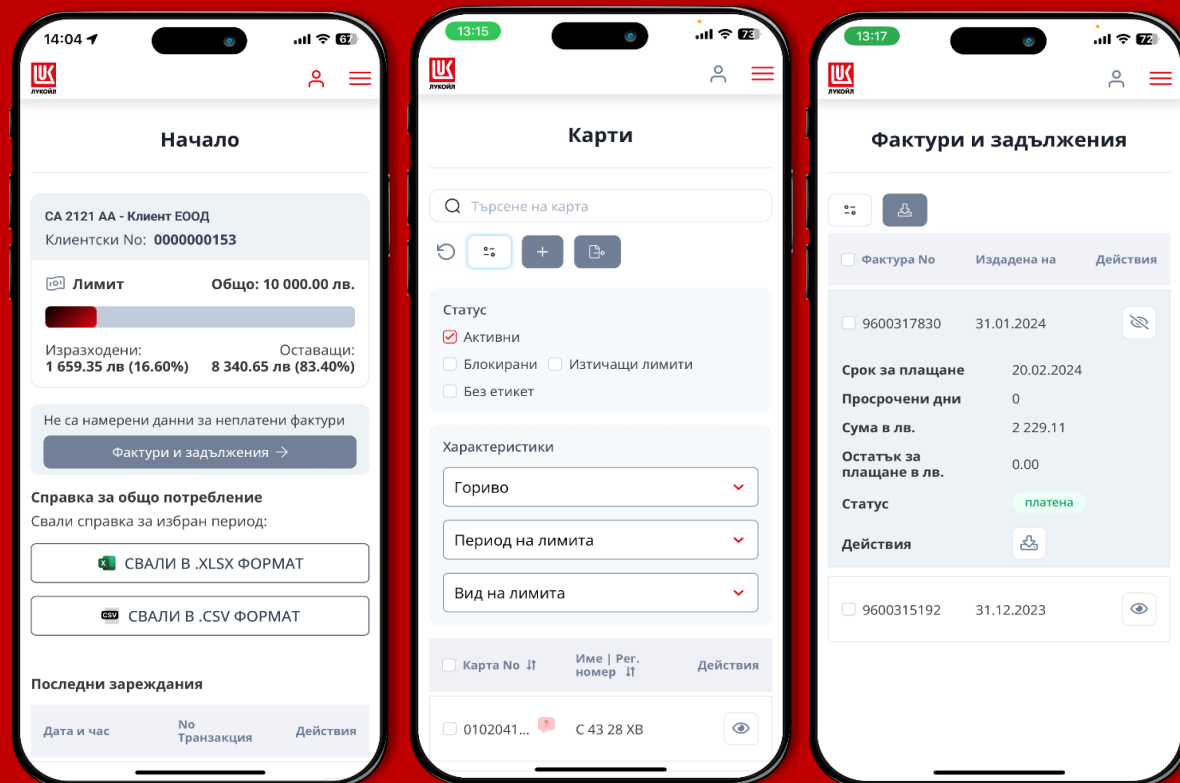 14:04
67
ЛУКОЙЛ
Начало
СА 2121 АА - Клиент ЕООД
Клиентски No: 0000000153
Лимит
Общо: 10 000.00 лв.
Изразходени:
Оставащи:
1 659.35 лв (16.60%)
8 340.65 лв (83.40%)
Не са намерени данни за неплатени фактури
Фактури и задължения →
Справка за общо потребление
Свали справка за избран период:
СВАЛИ В .XLSX ФОРМАТ
CSV СВАЛИ В .CSV ФОРМАТ
Последни зареждания
Дата и час
No
Транзакция
Действия
13:15
73
ЛУКОЙЛ
Карти
Търсене на карта
Статус
Активни
Блокирани
Изтичащи лимити
Без етикет
Характеристики
Гориво
Период на лимита
Вид на лимита
Карта No
Име | Рег.
номер
Действия
0102041...
?
С 43 28 ХВ
13:17
72
ЛУКОЙЛ
Фактури и задължения
Фактура No
Издадена на
Действия
9600317830
31.01.2024
Срок за плащане
20.02.2024
Просрочени дни
0
Сума в лв.
2 229.11
Остатък за
плащане в лв.
0.00
Статус
платена
Действия
9600315192
31.12.2023